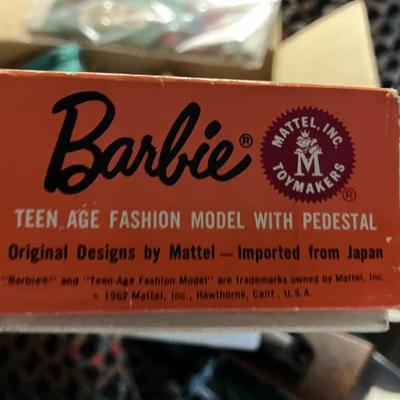 Barbie®
MATTEL, INC.
M
TOYMAKERS ®
TEEN AGE FASHION MODEL WITH PEDESTAL
Original Designs by Mattel — Imported from Japan
"Barbie®" and "Teen-Age Fashion Model" are trademarks owned by Mattel, Inc.
© 1962 Mattel, Inc., Hawthorne, Calif., U.S.A.